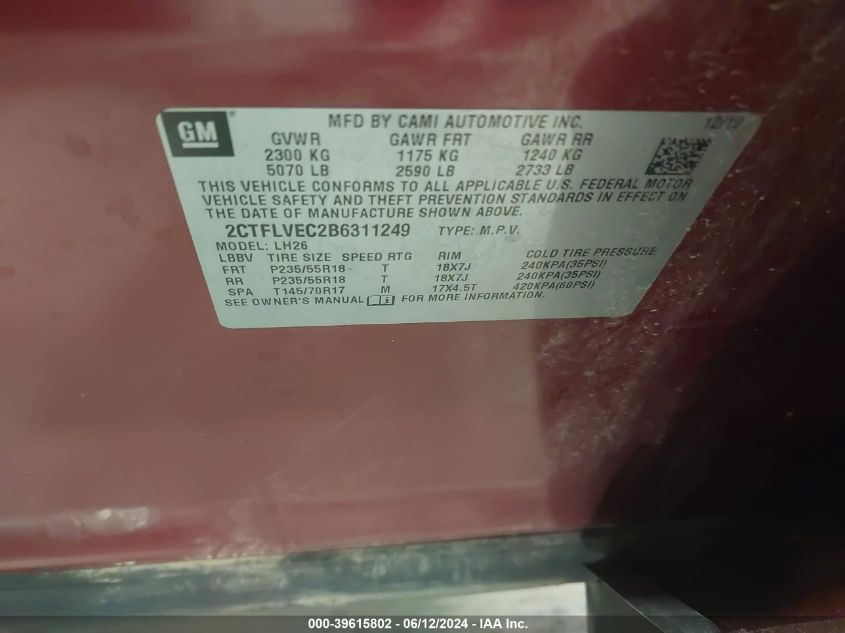 GM®
MFD BY CAMI AUTOMOTIVE INC. 12/10
GVWR GAWR FRT GAWR RR
2300 KG 1175 KG 1240 KG
5070 LB 2590 LB 2733 LB
THIS VEHICLE CONFORMS TO ALL APPLICABLE U.S. FEDERAL MOTOR
VEHICLE SAFETY AND THEFT PREVENTION STANDARDS IN EFFECT ON
THE DATE OF MANUFACTURE SHOWN ABOVE.
2CTFLVEC2B6311249 TYPE: M.P.V.
MODEL: LH26
LBBV TIRE SIZE SPEED RTG RIM COLD TIRE PRESSURE
FRT P235/55R18 T 18X7J 240KPA(35PSI)
RR P235/55R18 T 18X7J 240KPA(35PSI)
SPA T145/70R17 M 17X4.5T 420KPA(60PSI)
SEE OWNER'S MANUAL FOR MORE INFORMATION.
000-39615802 - 06/12/2024 - IAA Inc.